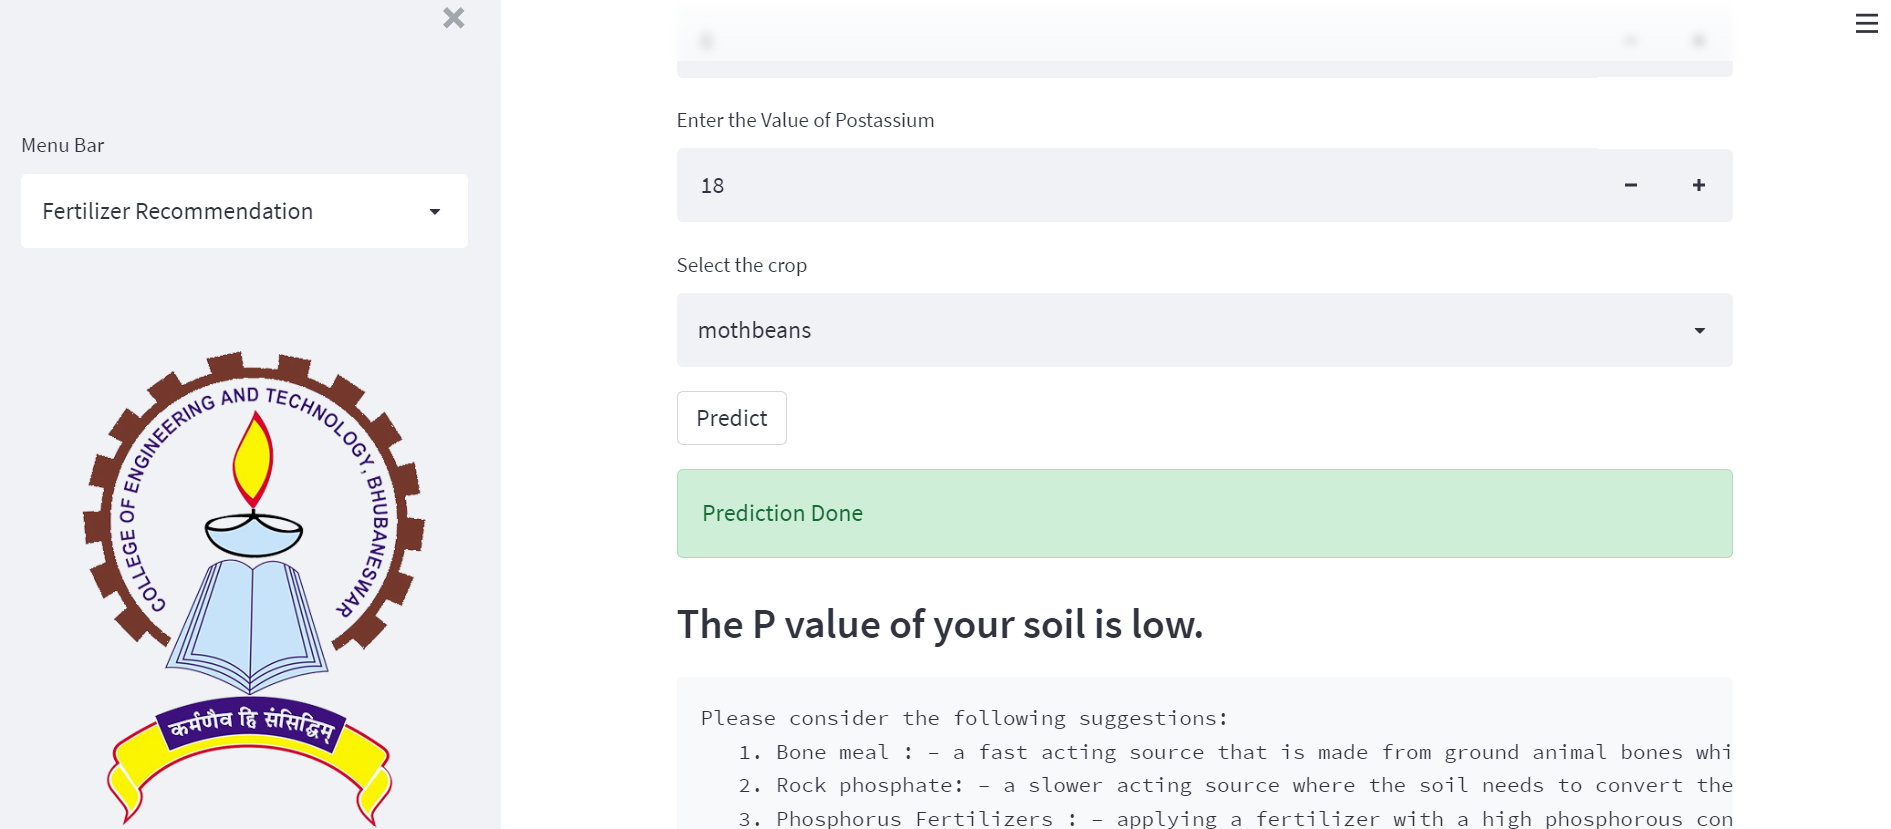 Menu Bar
Fertilizer Recommendation
COLLEGE OF ENGINEERING AND TECHNOLOGY, BHUBANESWAR
कर्मणैव हि संसिद्धिम्
Enter the Value of Postassium
18
Select the crop
mothbeans
Predict
Prediction Done
The P value of your soil is low.
Please consider the following suggestions:
1. Bone meal : – a fast acting source that is made from ground animal bones whi
2. Rock phosphate: – a slower acting source where the soil needs to convert the
3. Phosphorus Fertilizers : – applying a fertilizer with a high phosphorous con